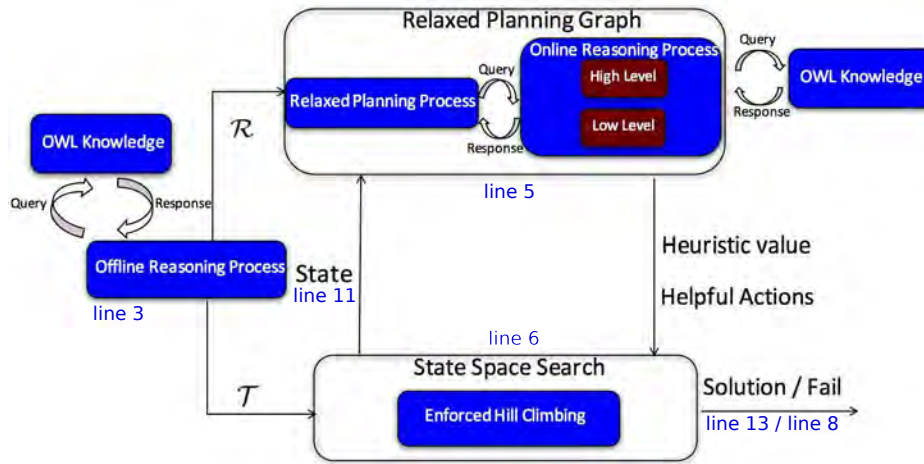 Relaxed Planning Graph
Online Reasoning Process
Query
High Level
Query
OWL Knowledge
Relaxed Planning Process
Low Level
Response
Response
line 5
OWL Knowledge
ℛ
Query
Response
Offline Reasoning Process
line 3
State
line 11
Heuristic value
Helpful Actions
line 6
State Space Search
Enforced Hill Climbing
𝒯
Solution / Fail
line 13 / line 8